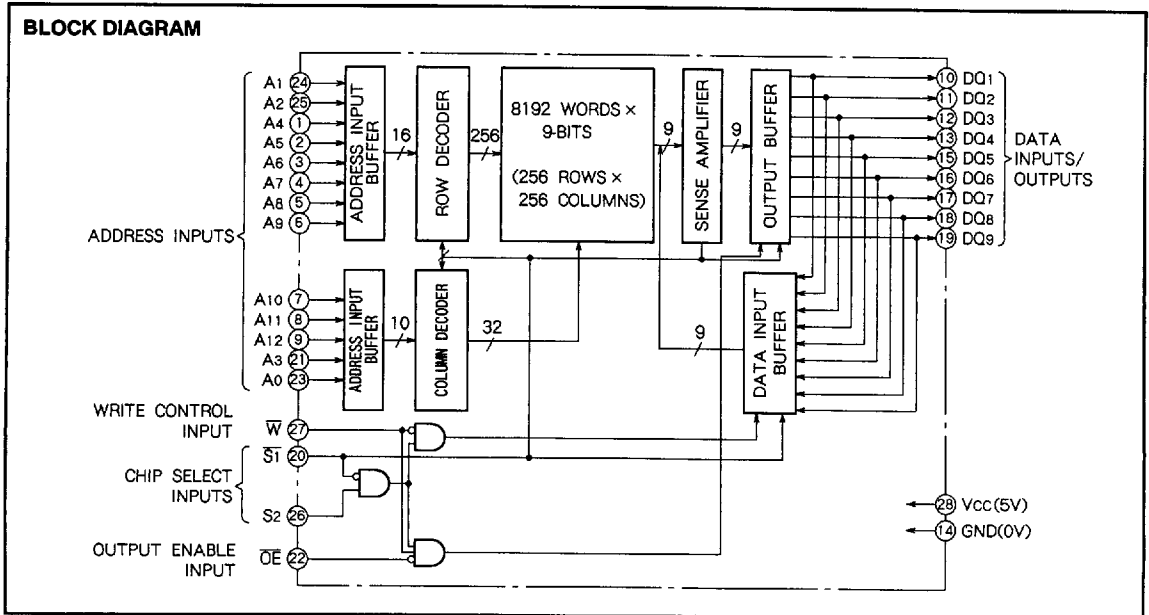 BLOCK DIAGRAM
ADDRESS INPUTS
A1 24
A2 25
A4 1
A5 2
A6 3
A7 4
A8 5
A9 6
A10 7
A11 8
A12 9
A3 21
A0 23
ADDRESS INPUT
BUFFER
16
ROW DECODER
256
8192 WORDS ×
9-BITS
(256 ROWS ×
256 COLUMNS)
9
SENSE AMPLIFIER
9
OUTPUT BUFFER
10 DQ1
11 DQ2
12 DQ3
13 DQ4
15 DQ5
16 DQ6
17 DQ7
18 DQ8
19 DQ9
DATA
INPUTS/
OUTPUTS
ADDRESS INPUT
BUFFER
10
COLUMN DECODER
32
9
DATA INPUT
BUFFER
WRITE CONTROL
INPUT
W̅ 27
CHIP SELECT
INPUTS
S̅1̅ 20
S2 26
OUTPUT ENABLE
INPUT
O̅E̅ 22
28 VCC(5V)
14 GND(0V)